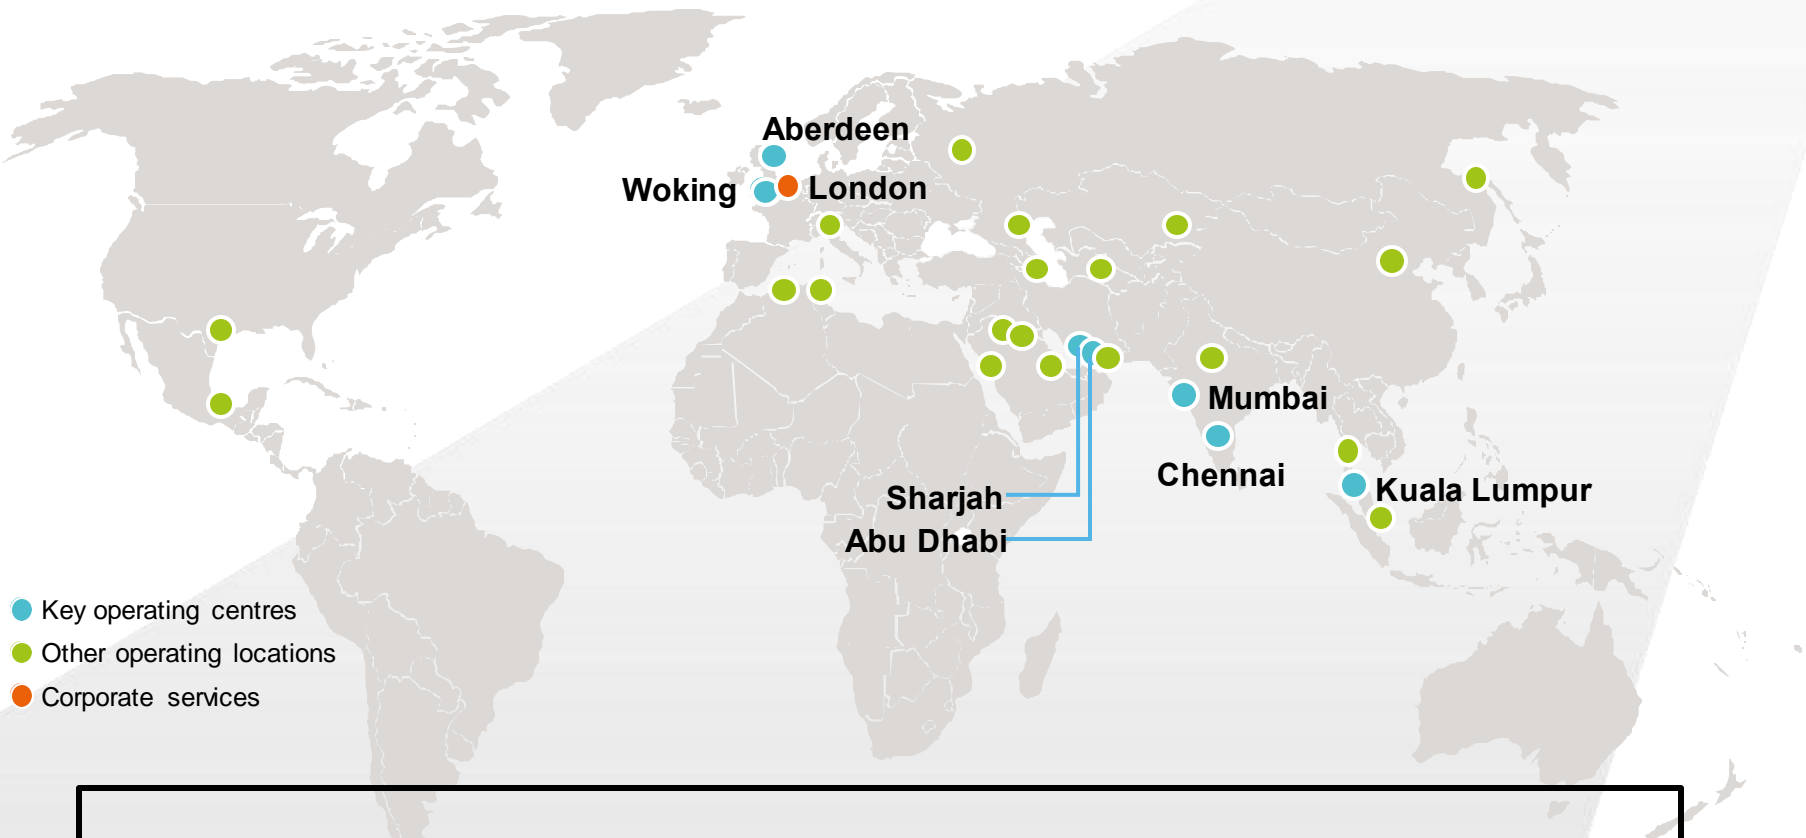 Aberdeen
Woking
London
Mumbai
Chennai
Kuala Lumpur
Sharjah
Abu Dhabi
Key operating centres
Other operating locations
Corporate services